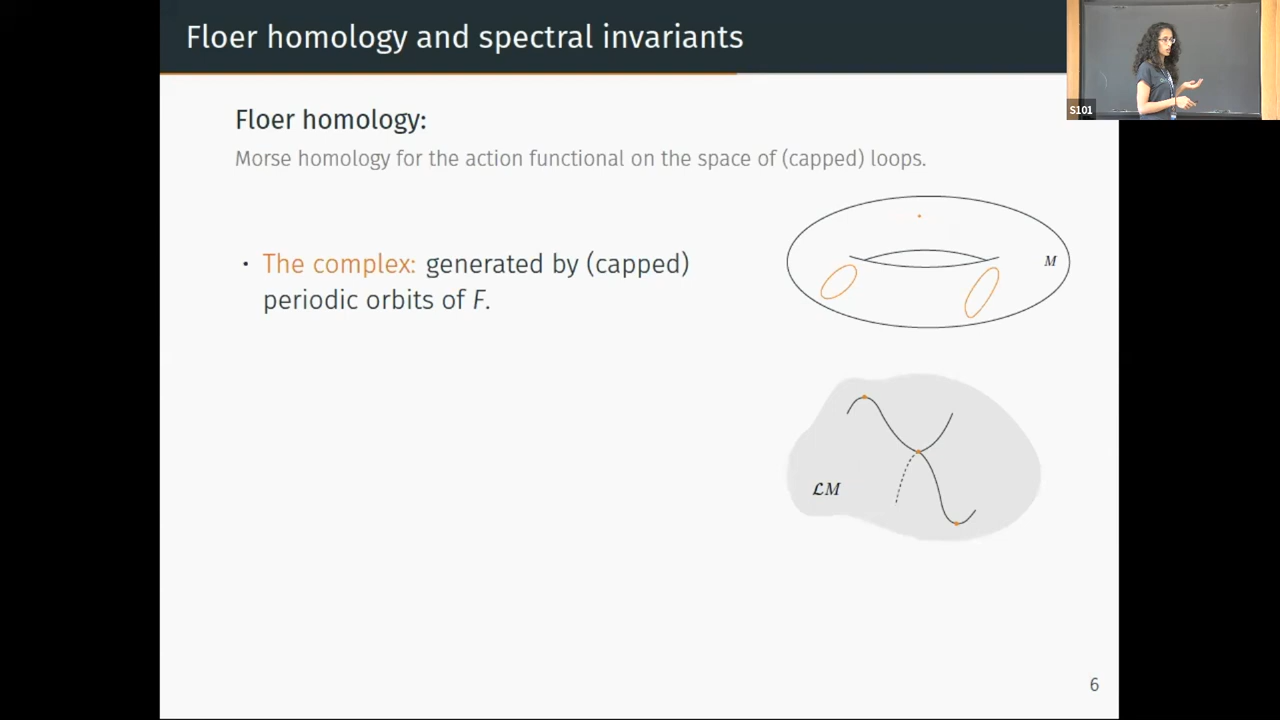 Floer homology and spectral invariants
S101
Floer homology:
Morse homology for the action functional on the space of (capped) loops.
• The complex: generated by (capped)
periodic orbits of F.
M
ℒM
6